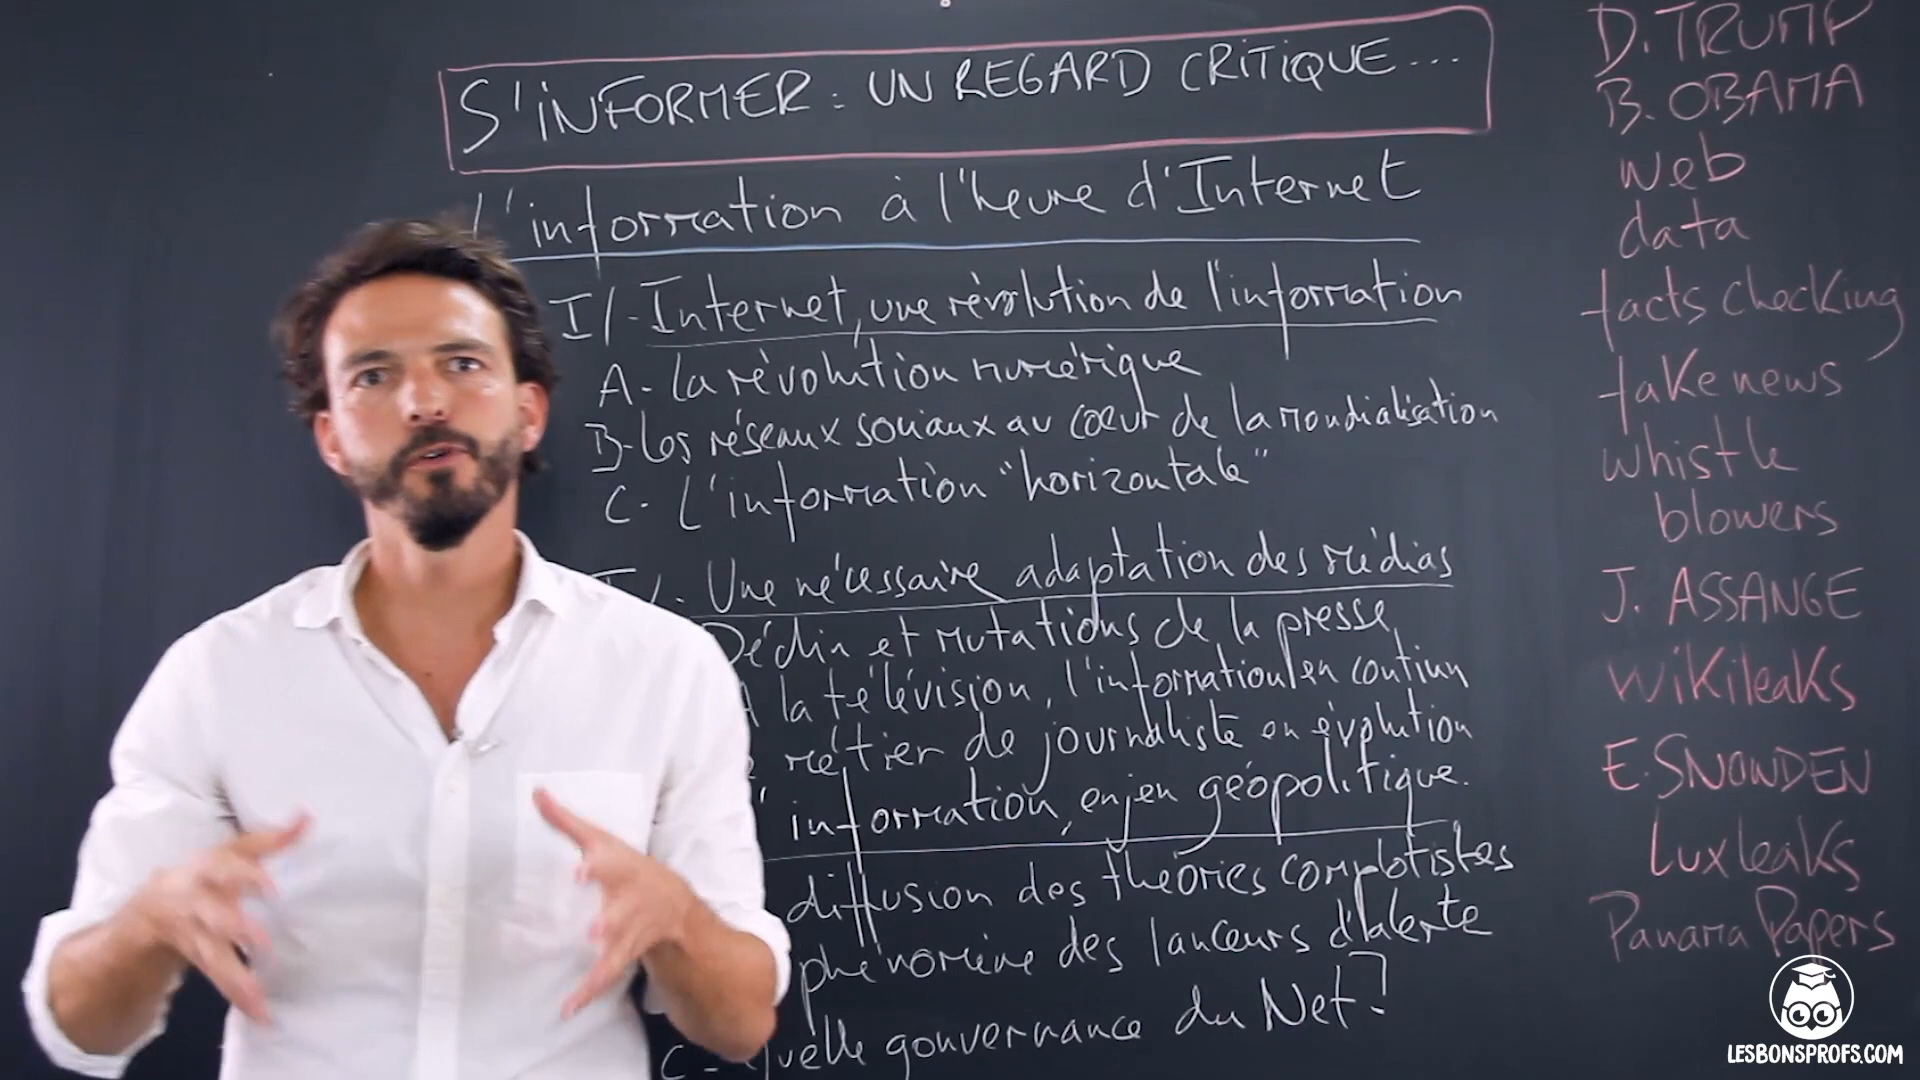 S'INFORMER : UN REGARD CRITIQUE...
L'information à l'heure d'Internet
I/- Internet, une révolution de l'information
A- La révolution numérique
B- Les réseaux sociaux au cœur de la mondialisation
C- L'information "horizontale"
Une nécessaire adaptation des médias
Déclin et mutations de la presse
A la télévision, l'information en continu
métier de journaliste en évolution
information, enjeu géopolitique.
diffusion des théories complotistes
phénomène des lanceurs d'alerte
C- Quelle gouvernance du Net?
D. TRUMP
B. OBAMA
web
data
facts checking
fake news
whistle
blowers
J. ASSANGE
Wikileaks
E. SNOWDEN
Luxleaks
Panama Papers
LESBONSPROFS.COM